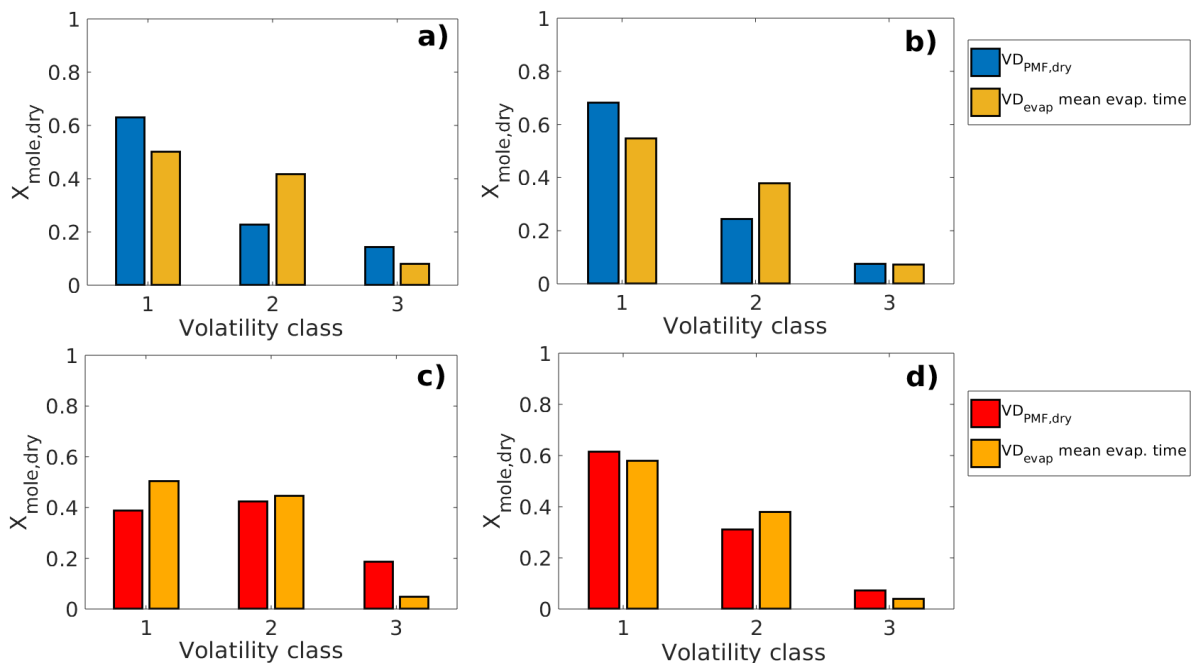 a)
1
0.8
0.6
0.4
0.2
0
X_mole,dry
1 2 3
Volatility class
b)
1
0.8
0.6
0.4
0.2
0
X_mole,dry
1 2 3
Volatility class
VD_PMF,dry
VD_evap mean evap. time
c)
1
0.8
0.6
0.4
0.2
0
X_mole,dry
1 2 3
Volatility class
d)
1
0.8
0.6
0.4
0.2
0
X_mole,dry
1 2 3
Volatility class
VD_PMF,dry
VD_evap mean evap. time